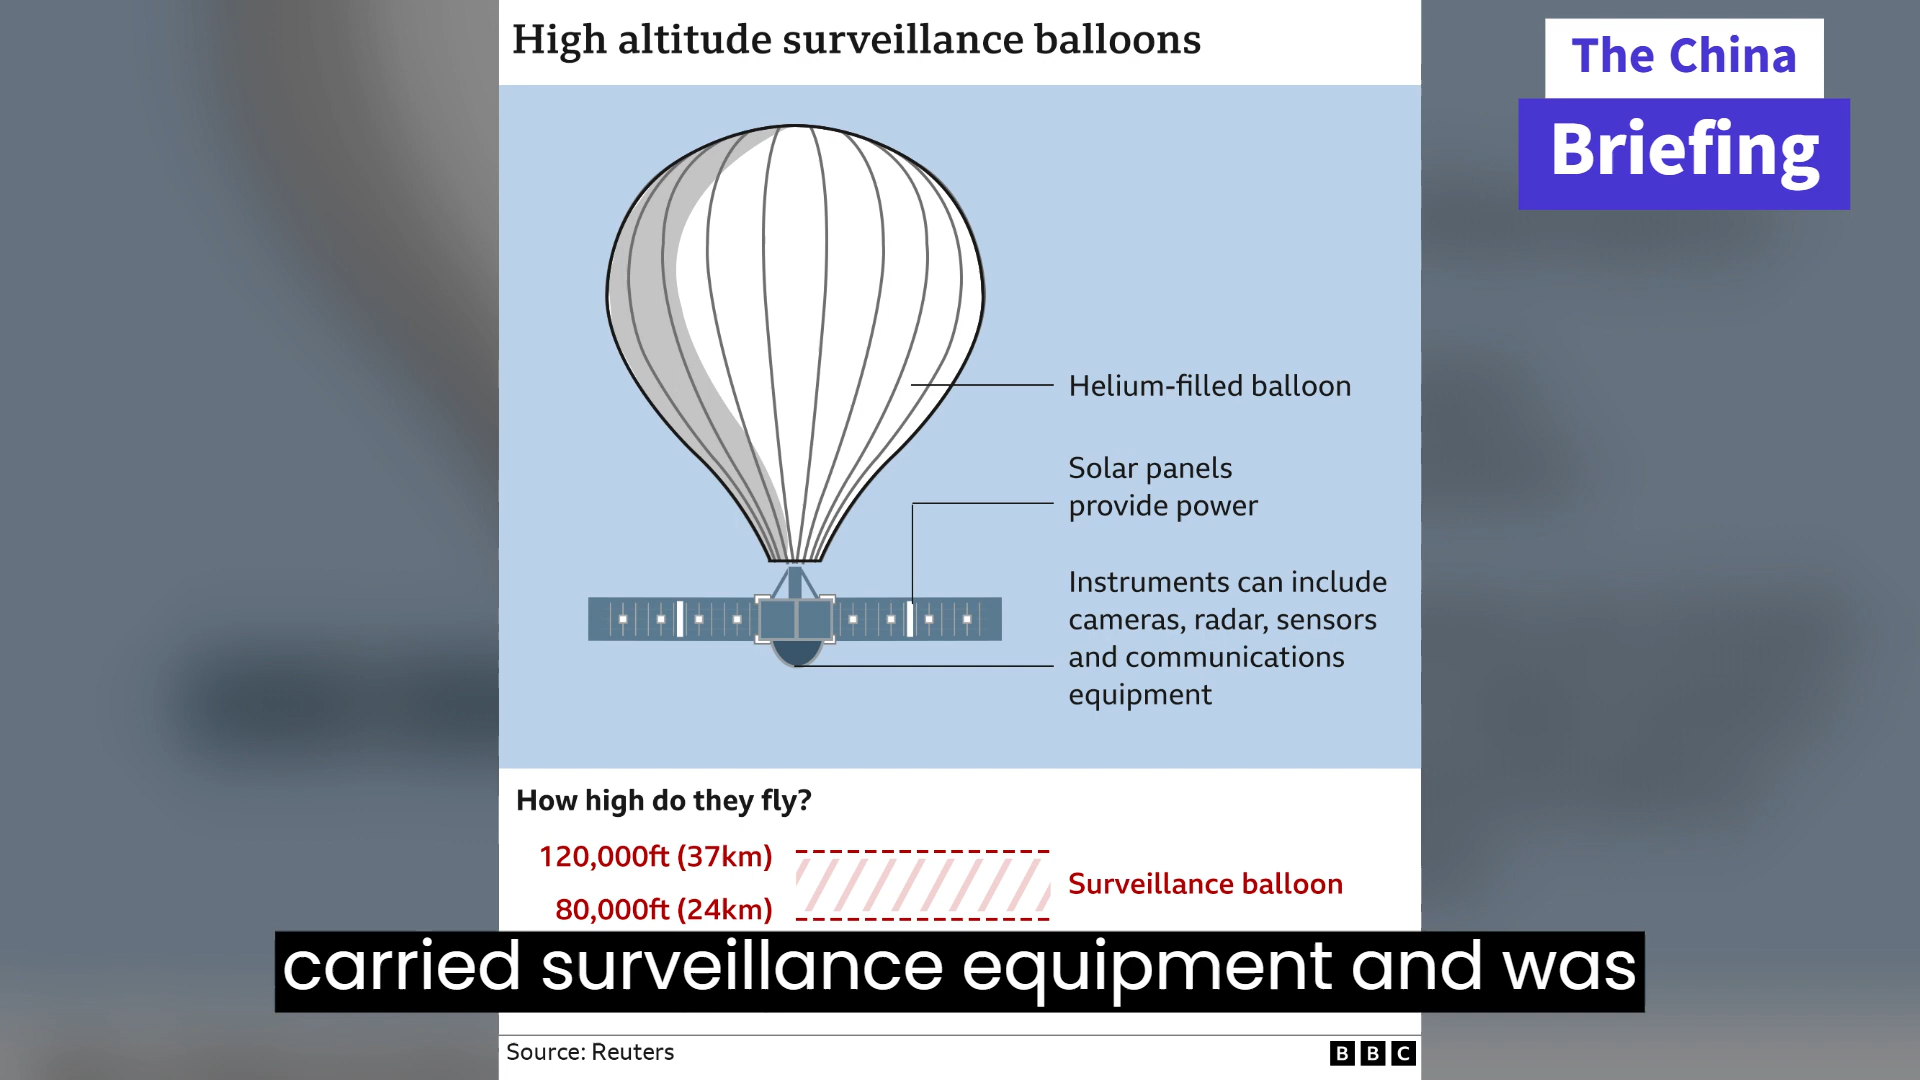 High altitude surveillance balloons
The China
Briefing
Helium-filled balloon
Solar panels
provide power
Instruments can include
cameras, radar, sensors
and communications
equipment
How high do they fly?
120,000ft (37km)
80,000ft (24km)
Surveillance balloon
carried surveillance equipment and was
Source: Reuters
BBC